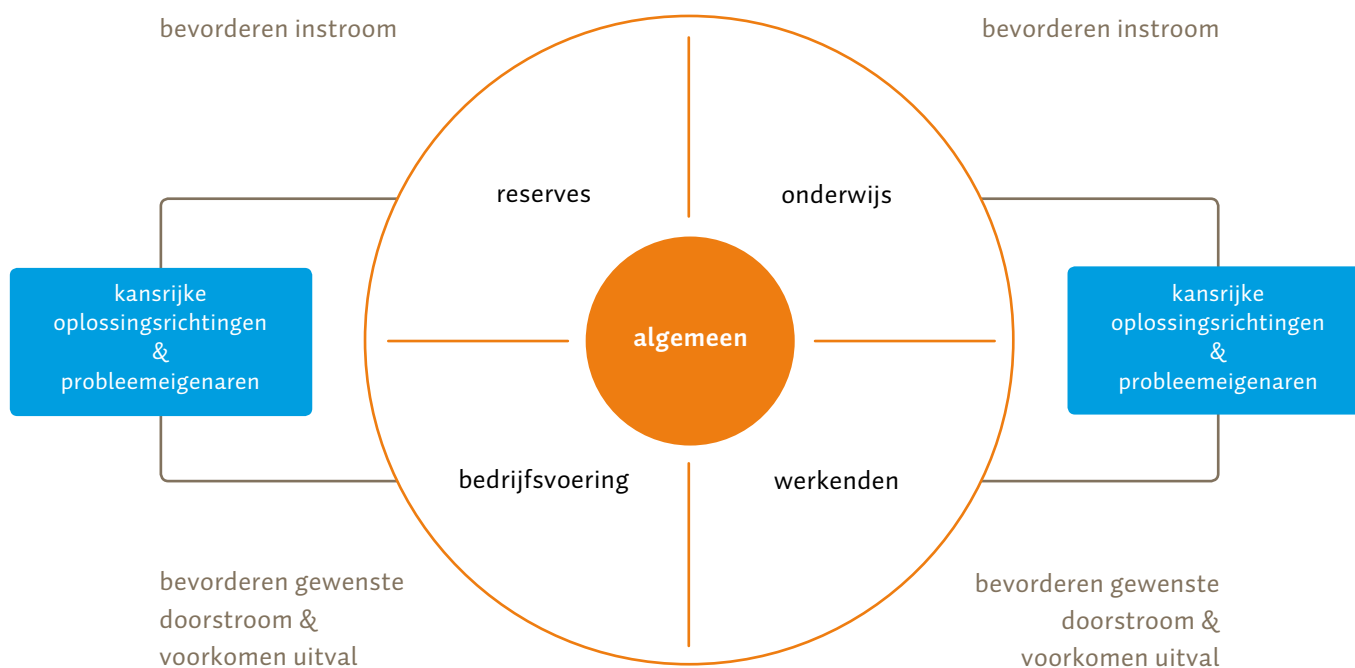 bevorderen instroom
bevorderen instroom
reserves
onderwijs
kansrijke
oplossingsrichtingen
&
probleemeigenaren
algemeen
kansrijke
oplossingsrichtingen
&
probleemeigenaren
bedrijfsvoering
werkenden
bevorderen gewenste
doorstroom &
voorkomen uitval
bevorderen gewenste
doorstroom &
voorkomen uitval